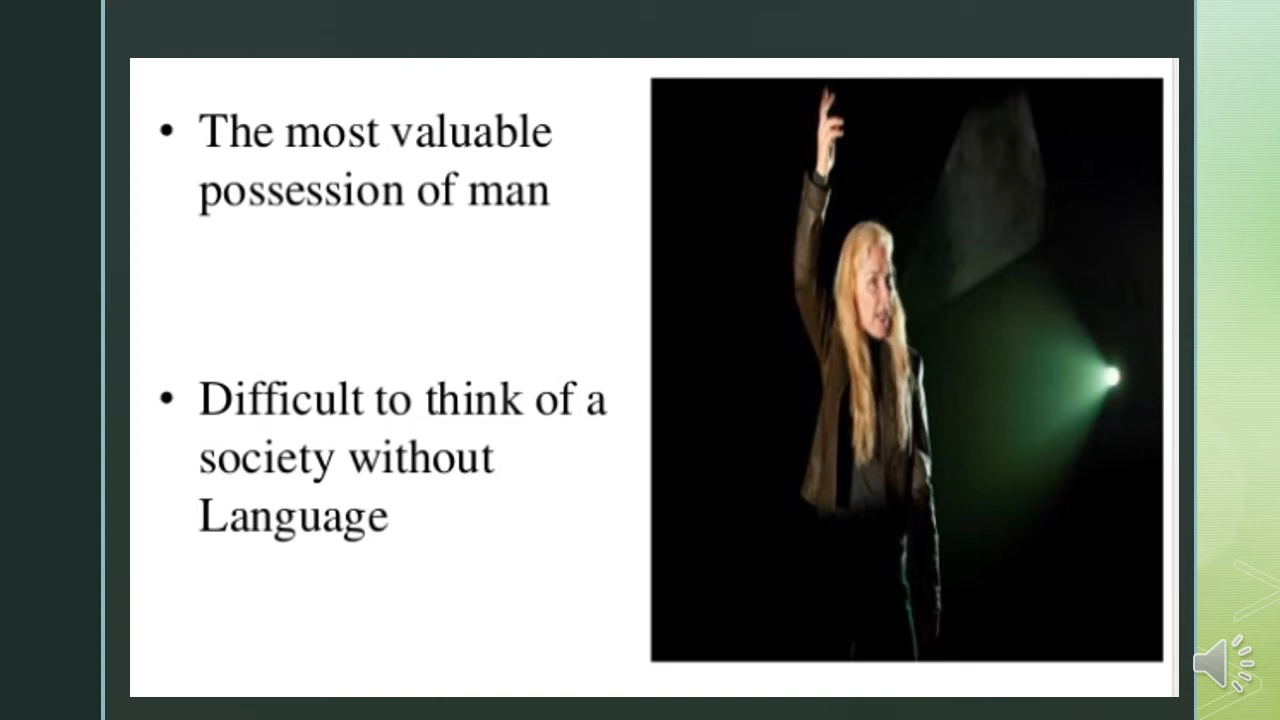 • The most valuable
possession of man
• Difficult to think of a
society without
Language